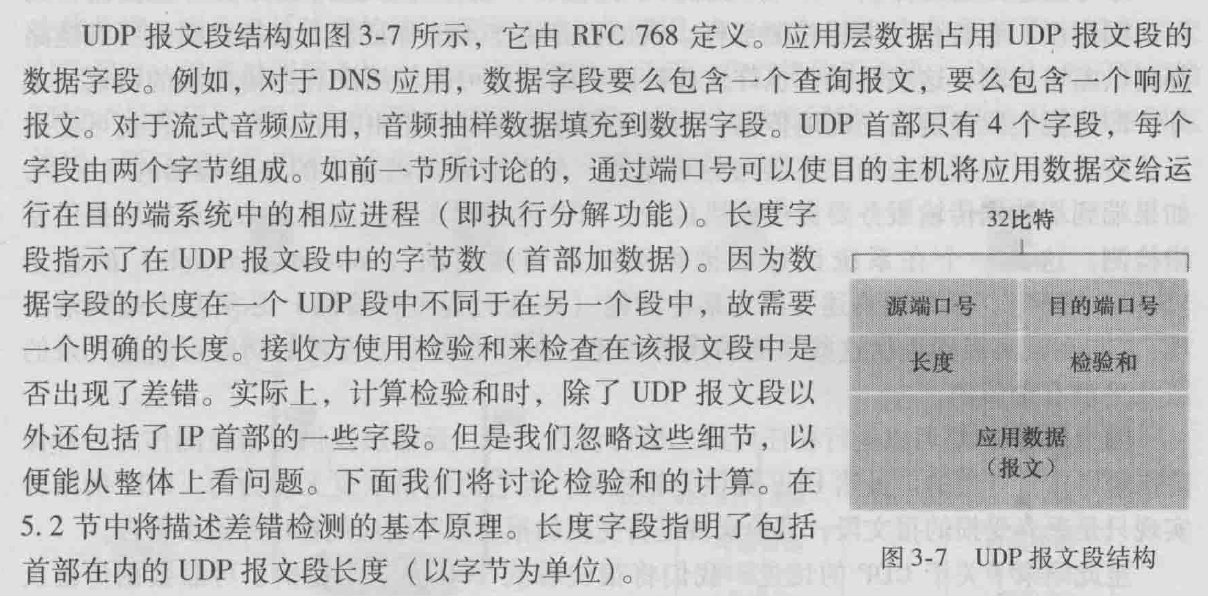 UDP 报文段结构如图 3-7 所示，它由 RFC 768 定义。应用层数据占用 UDP 报文段的
数据字段。例如，对于 DNS 应用，数据字段要么包含一个查询报文，要么包含一个响应
报文。对于流式音频应用，音频抽样数据填充到数据字段。UDP 首部只有 4 个字段，每个
字段由两个字节组成。如前一节所讨论的，通过端口号可以使目的主机将应用数据交给运
行在目的端系统中的相应进程（即执行分解功能）。长度字
段指示了在 UDP 报文段中的字节数（首部加数据）。因为数
据字段的长度在一个 UDP 段中不同于在另一个段中，故需要
一个明确的长度。接收方使用检验和来检查在该报文段中是
否出现了差错。实际上，计算检验和时，除了 UDP 报文段以
外还包括了 IP 首部的一些字段。但是我们忽略这些细节，以
便能从整体上看问题。下面我们将讨论检验和的计算。在
5.2 节中将描述差错检测的基本原理。长度字段指明了包括
首部在内的 UDP 报文段长度（以字节为单位）。
32比特
源端口号 目的端口号
长度 检验和
应用数据
（报文）
图 3-7 UDP 报文段结构